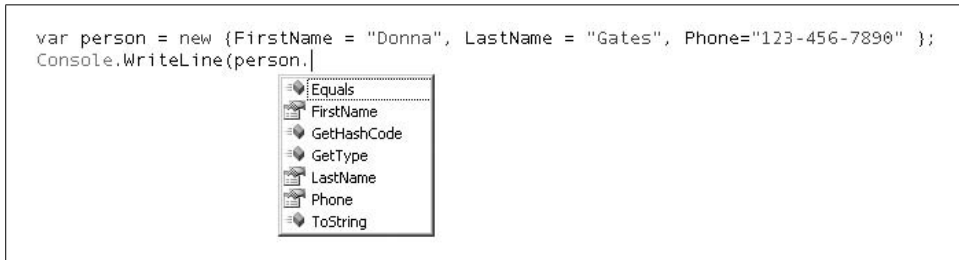 var person = new {FirstName = "Donna", LastName = "Gates", Phone="123-456-7890" };
Console.WriteLine(person.
Equals
FirstName
GetHashCode
GetType
LastName
Phone
ToString